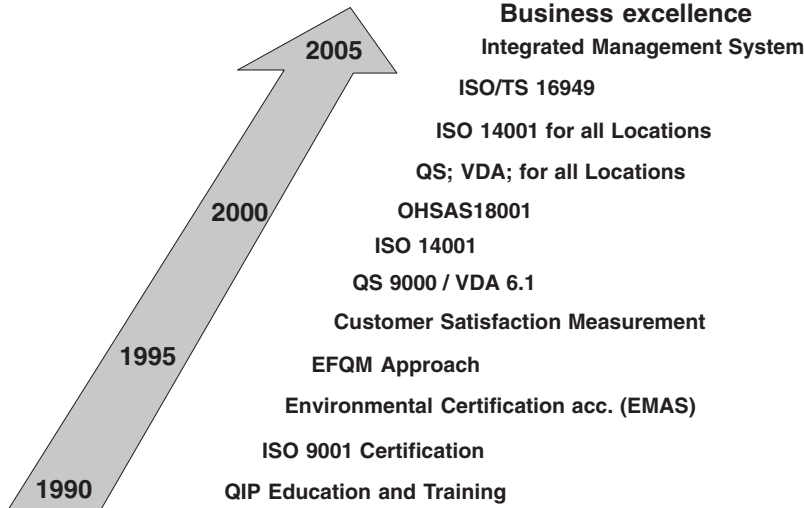 Business excellence
2005
Integrated Management System
ISO/TS 16949
ISO 14001 for all Locations
QS; VDA; for all Locations
2000
OHSAS18001
ISO 14001
QS 9000 / VDA 6.1
Customer Satisfaction Measurement
1995
EFQM Approach
Environmental Certification acc. (EMAS)
ISO 9001 Certification
1990
QIP Education and Training